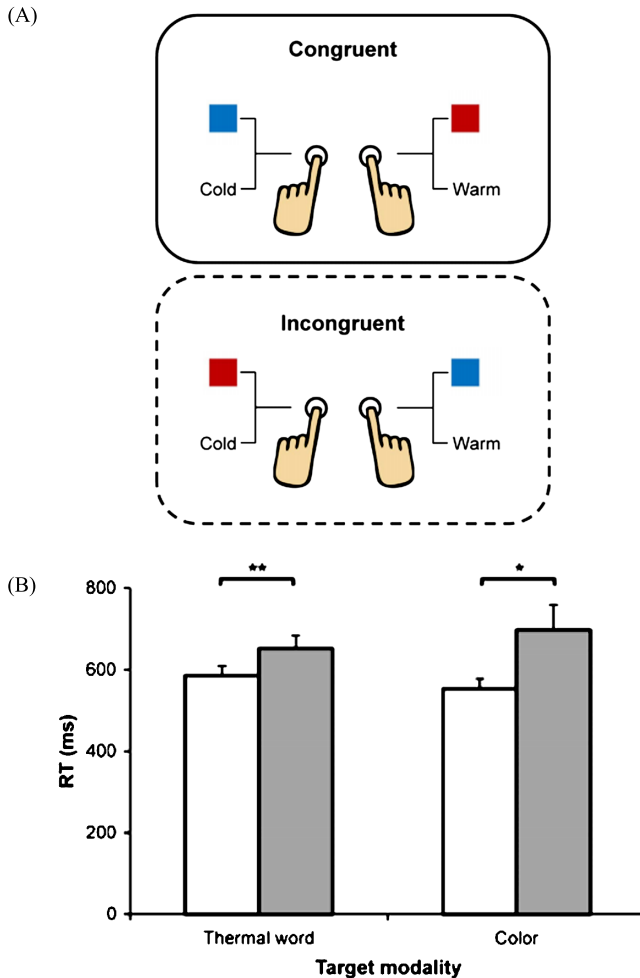 (A)
Congruent
Cold
Warm
Incongruent
Cold
Warm
(B)
**
*
800
600
400
200
0
RT (ms)
Thermal word
Color
Target modality